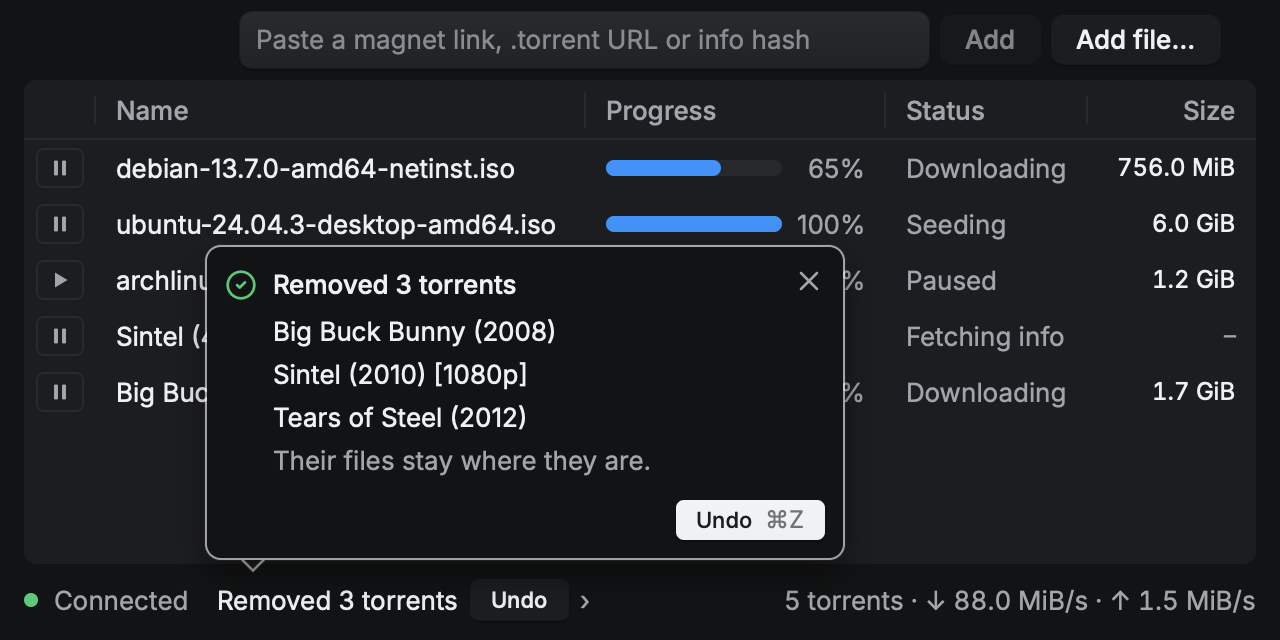 Paste a magnet link, .torrent URL or info hash Add Add file...
Name Progress Status Size
debian-13.7.0-amd64-netinst.iso 65% Downloading 756.0 MiB
ubuntu-24.04.3-desktop-amd64.iso 100% Seeding 6.0 GiB
% Paused 1.2 GiB
Sintel Fetching info –
Big % Downloading 1.7 GiB
Removed 3 torrents
Big Buck Bunny (2008)
Sintel (2010) [1080p]
Tears of Steel (2012)
Their files stay where they are.
Undo ⌘Z
Connected Removed 3 torrents Undo › 5 torrents · ↓ 88.0 MiB/s · ↑ 1.5 MiB/s